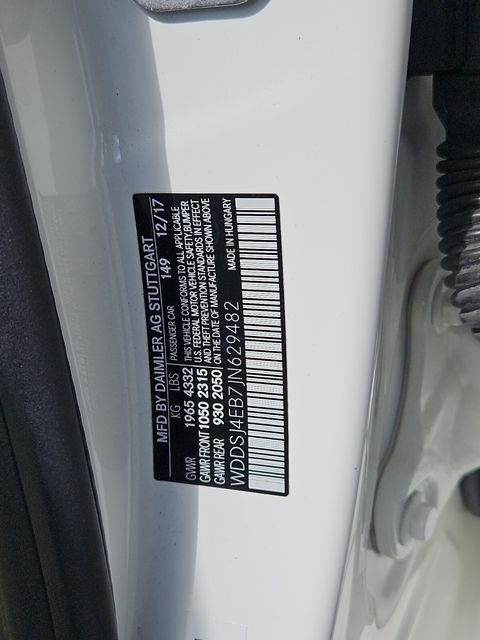 MFD BY DAIMLER AG STUTTGART
PASSENGER CAR 149 12/17
KG LBS
GVWR 1965 4332
GAWR FRONT 1050 2315
GAWR REAR 930 2050
THIS VEHICLE CONFORMS TO ALL APPLICABLE
U.S. FEDERAL MOTOR VEHICLE SAFETY, BUMPER
AND THEFT PREVENTION STANDARDS IN EFFECT
ON THE DATE OF MANUFACTURE SHOWN ABOVE
WDDSJ4EB7JN629482 MADE IN HUNGARY